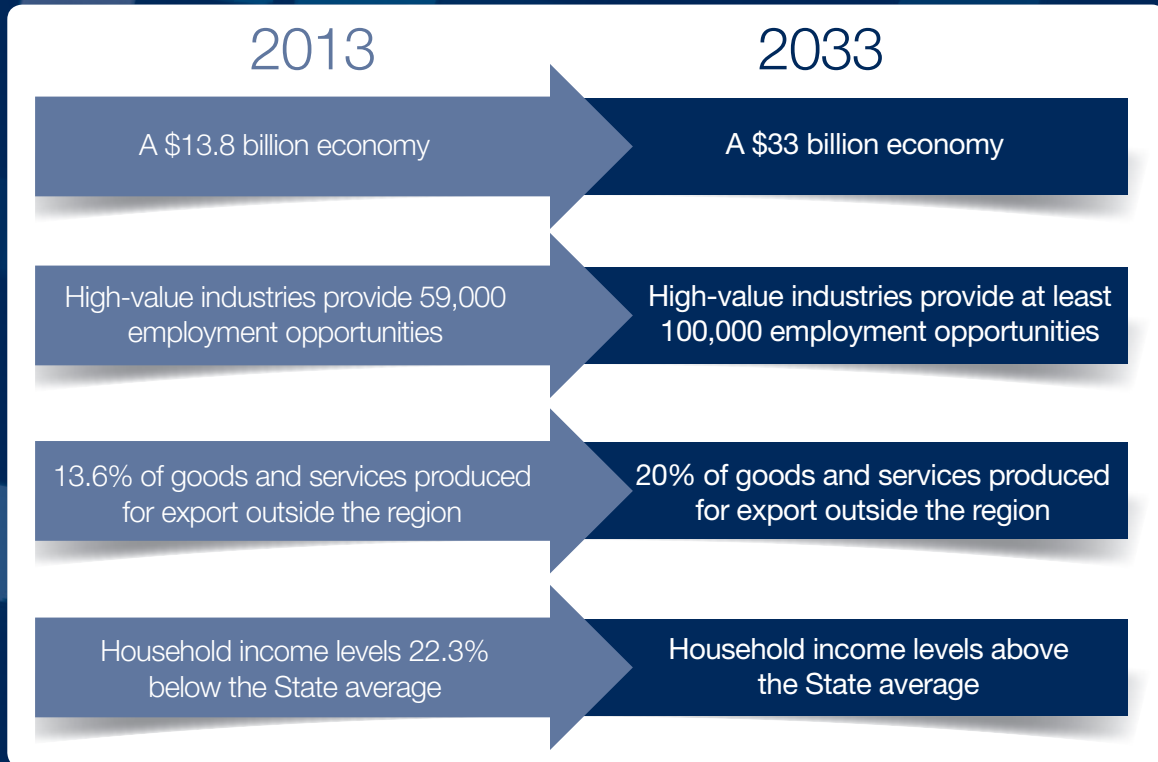 2013
2033
A $13.8 billion economy
A $33 billion economy
High-value industries provide 59,000
employment opportunities
High-value industries provide at least
100,000 employment opportunities
13.6% of goods and services produced
for export outside the region
20% of goods and services produced
for export outside the region
Household income levels 22.3%
below the State average
Household income levels above
the State average